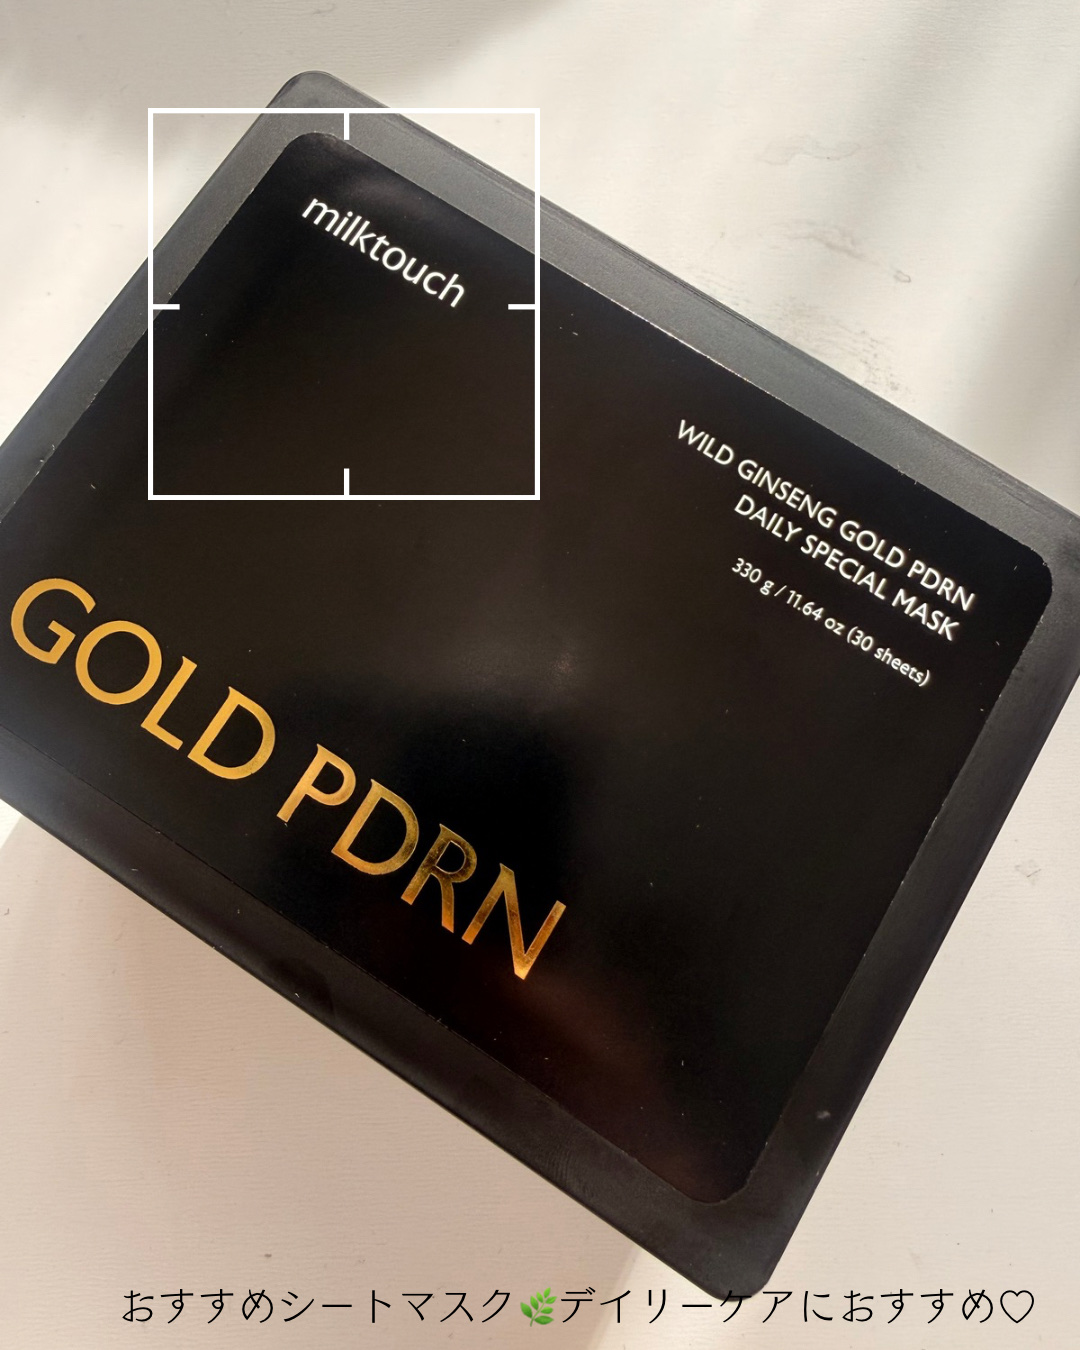 milktouch
WILD GINSENG GOLD PDRN
DAILY SPECIAL MASK
330 g / 11.64 oz (30 sheets)
GOLD PDRN
おすすめシートマスク🌿デイリーケアにおすすめ♡